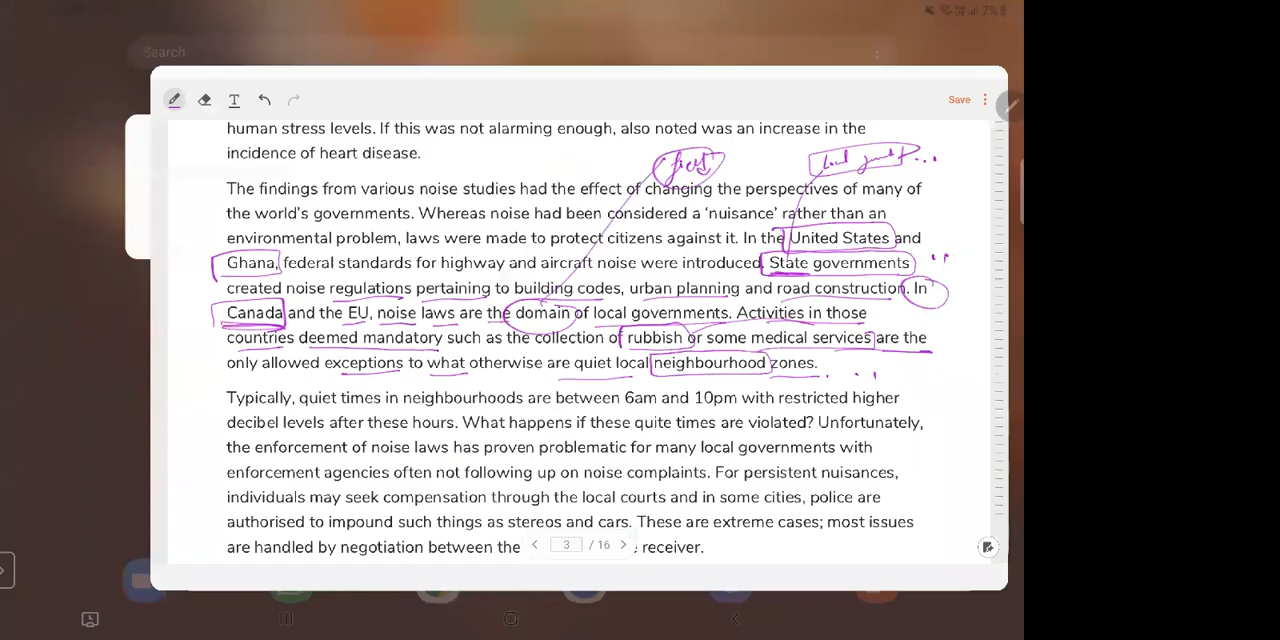 7%
Search
Save
human stress levels. If this was not alarming enough, also noted was an increase in the
incidence of heart disease.
The findings from various noise studies had the effect of changing the perspectives of many of
the world's governments. Whereas noise had been considered a 'nuisance' rather than an
environmental problem, laws were made to protect citizens against it. In the United States and
Ghana, federal standards for highway and aircraft noise were introduced. State governments
created noise regulations pertaining to building codes, urban planning and road construction. In
Canada and the EU, noise laws are the domain of local governments. Activities in those
countries deemed mandatory such as the collection of rubbish or some medical services are the
only allowed exceptions to what otherwise are quiet local neighbourhood zones.
Typically, quiet times in neighbourhoods are between 6am and 10pm with restricted higher
decibel levels after these hours. What happens if these quite times are violated? Unfortunately,
the enforcement of noise laws has proven problematic for many local governments with
enforcement agencies often not following up on noise complaints. For persistent nuisances,
individuals may seek compensation through the local courts and in some cities, police are
authorised to impound such things as stereos and cars. These are extreme cases; most issues
are handled by negotiation between the receiver.
3 / 16